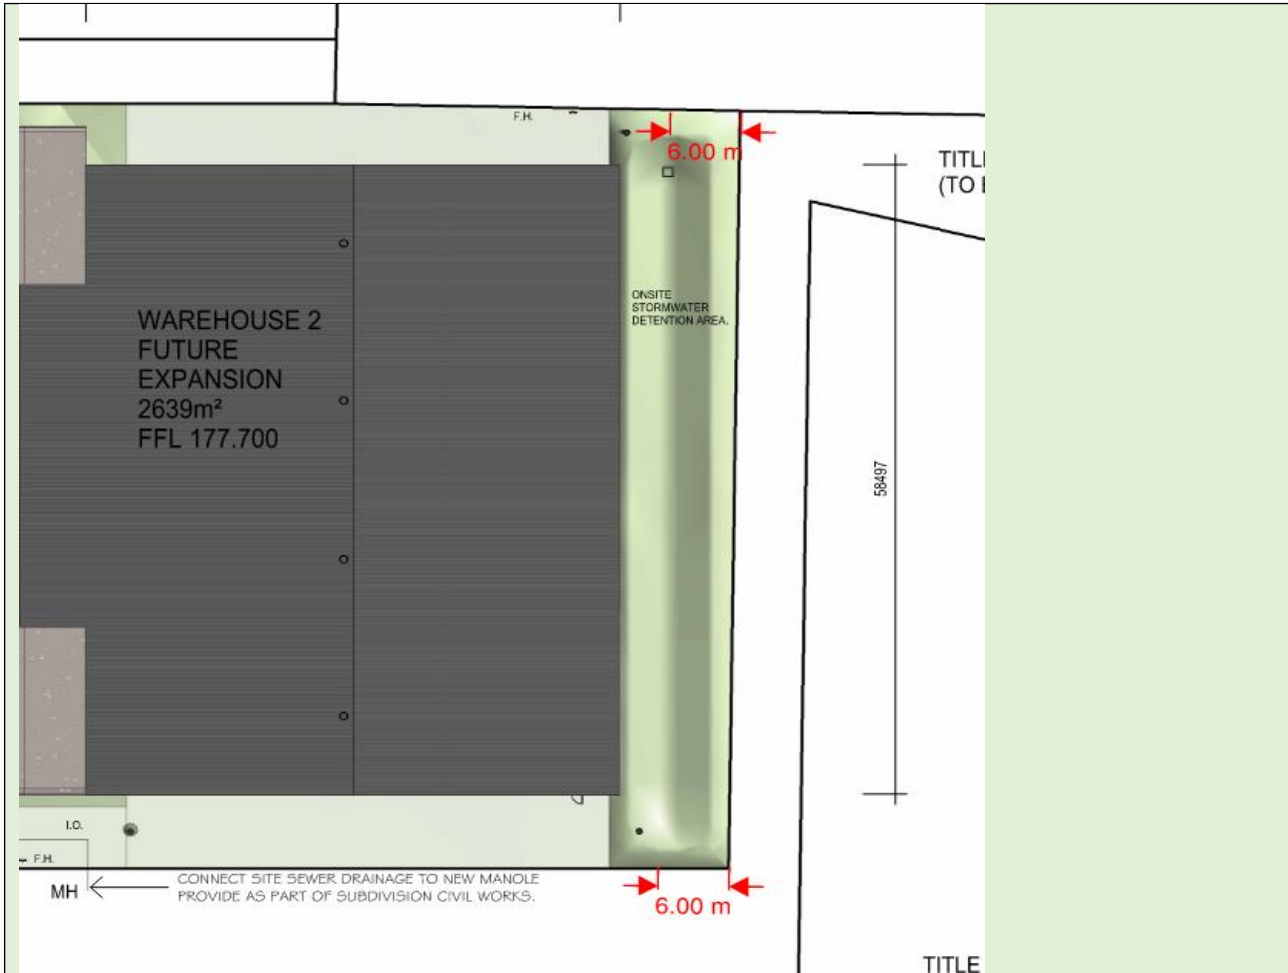 F.H.
6.00 m
TITL
(TO
ONSITE
STORMWATER
DETENTION AREA.
WAREHOUSE 2
FUTURE
EXPANSION
2639m²
FFL 177.700
58497
I.O.
F.H.
MH
CONNECT SITE SEWER DRAINAGE TO NEW MANOLE
PROVIDE AS PART OF SUBDIVISION CIVIL WORKS.
6.00 m
TITLE